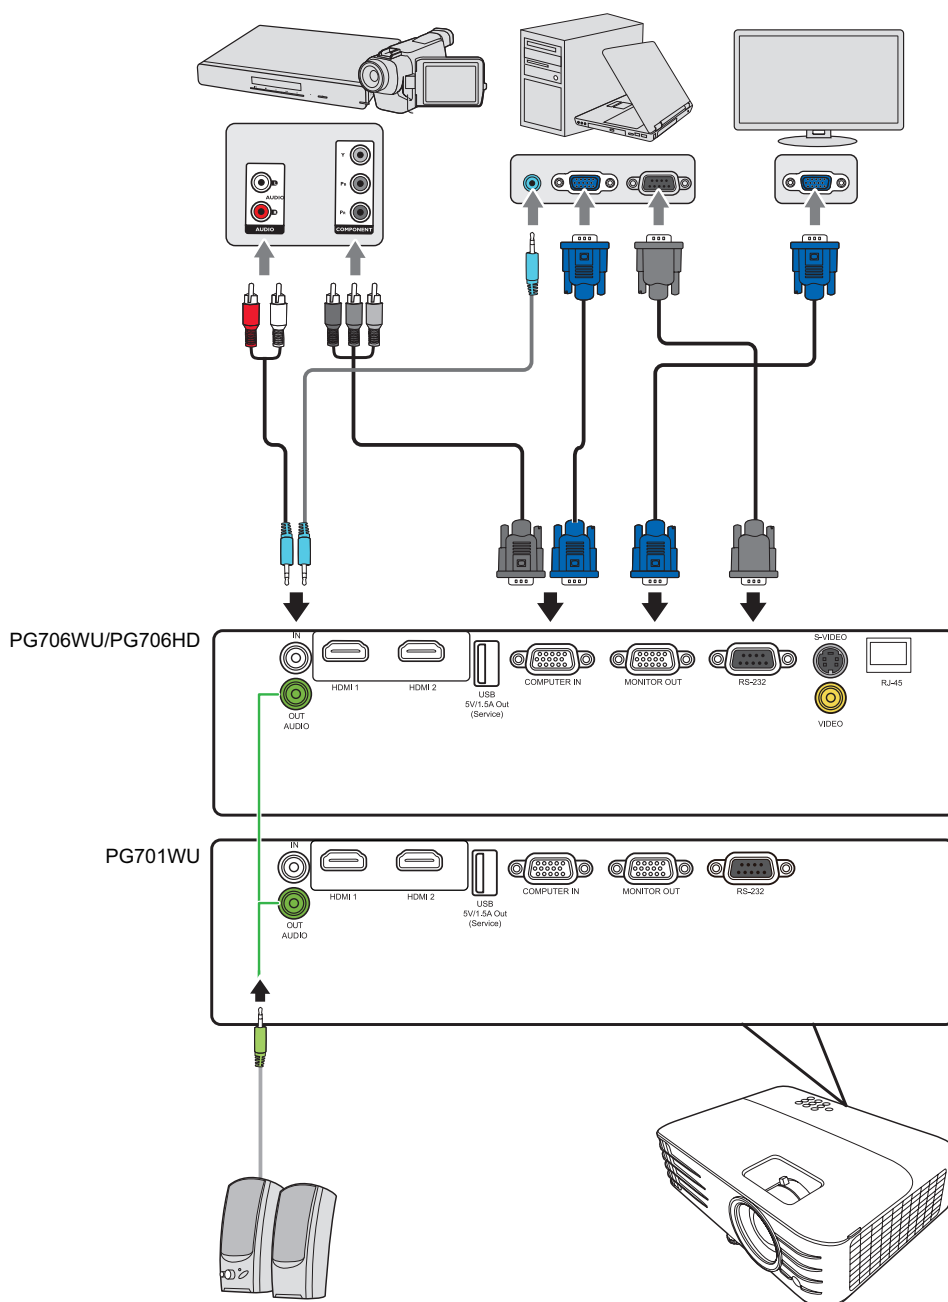 Y
PB
PR
AUDIO
AUDIO
COMPONENT
PG706WU/PG706HD
IN
OUT
AUDIO
HDMI 1
HDMI 2
USB
5V/1.5A Out
(Service)
COMPUTER IN
MONITOR OUT
RS-232
S-VIDEO
VIDEO
RJ-45
PG701WU
IN
OUT
AUDIO
HDMI 1
HDMI 2
USB
5V/1.5A Out
(Service)
COMPUTER IN
MONITOR OUT
RS-232